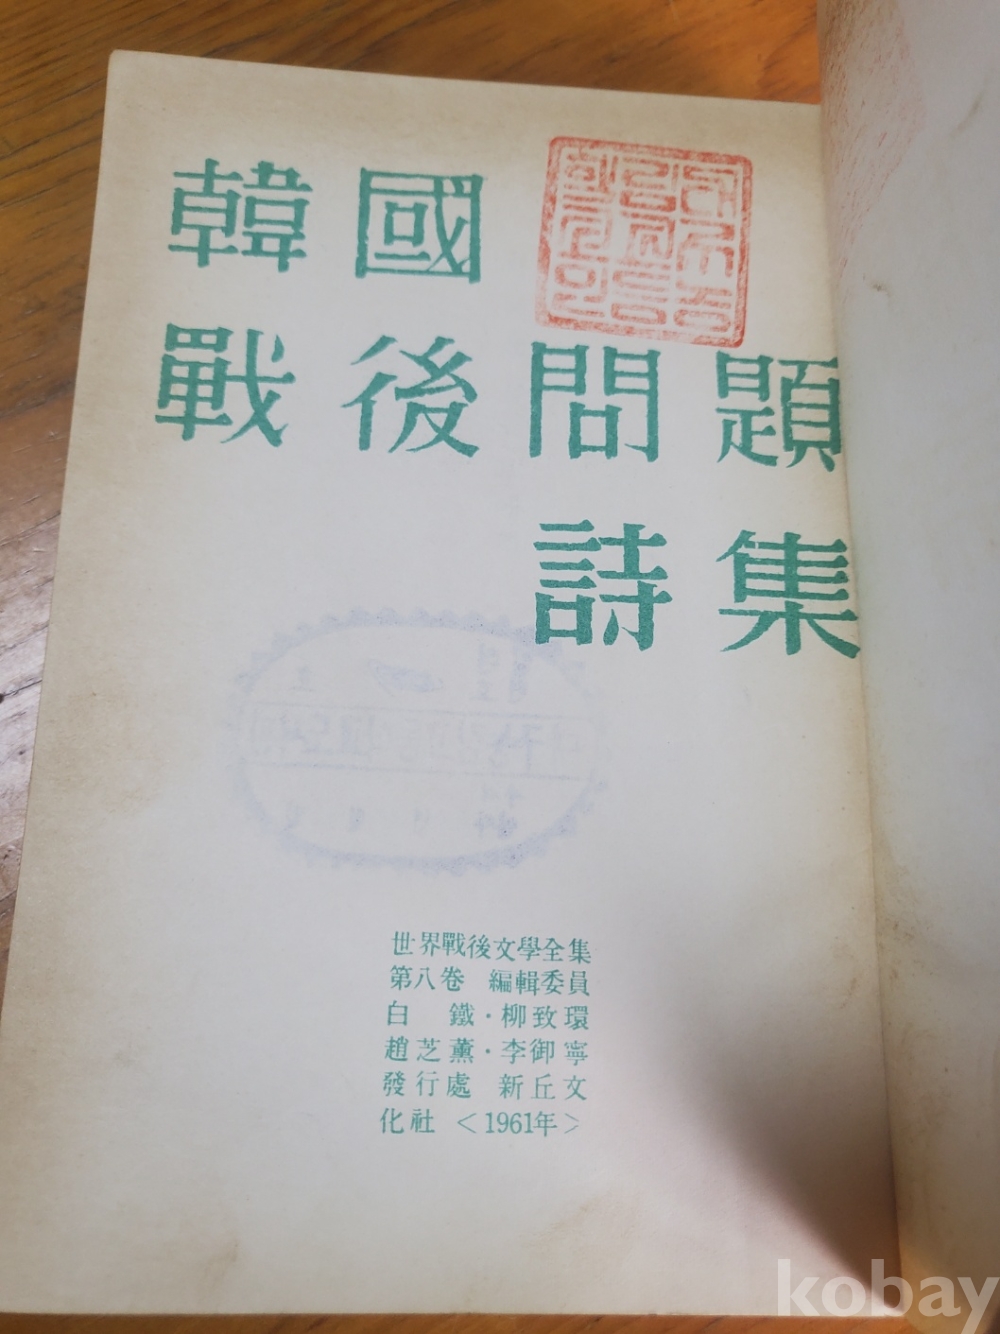 韓國
戰後問題
詩集
世界戰後文學全集
第八卷 編輯委員
白 鐵・柳致環
趙芝薰・李御寧
發行處 新丘文
化社 <1961年>
kobay